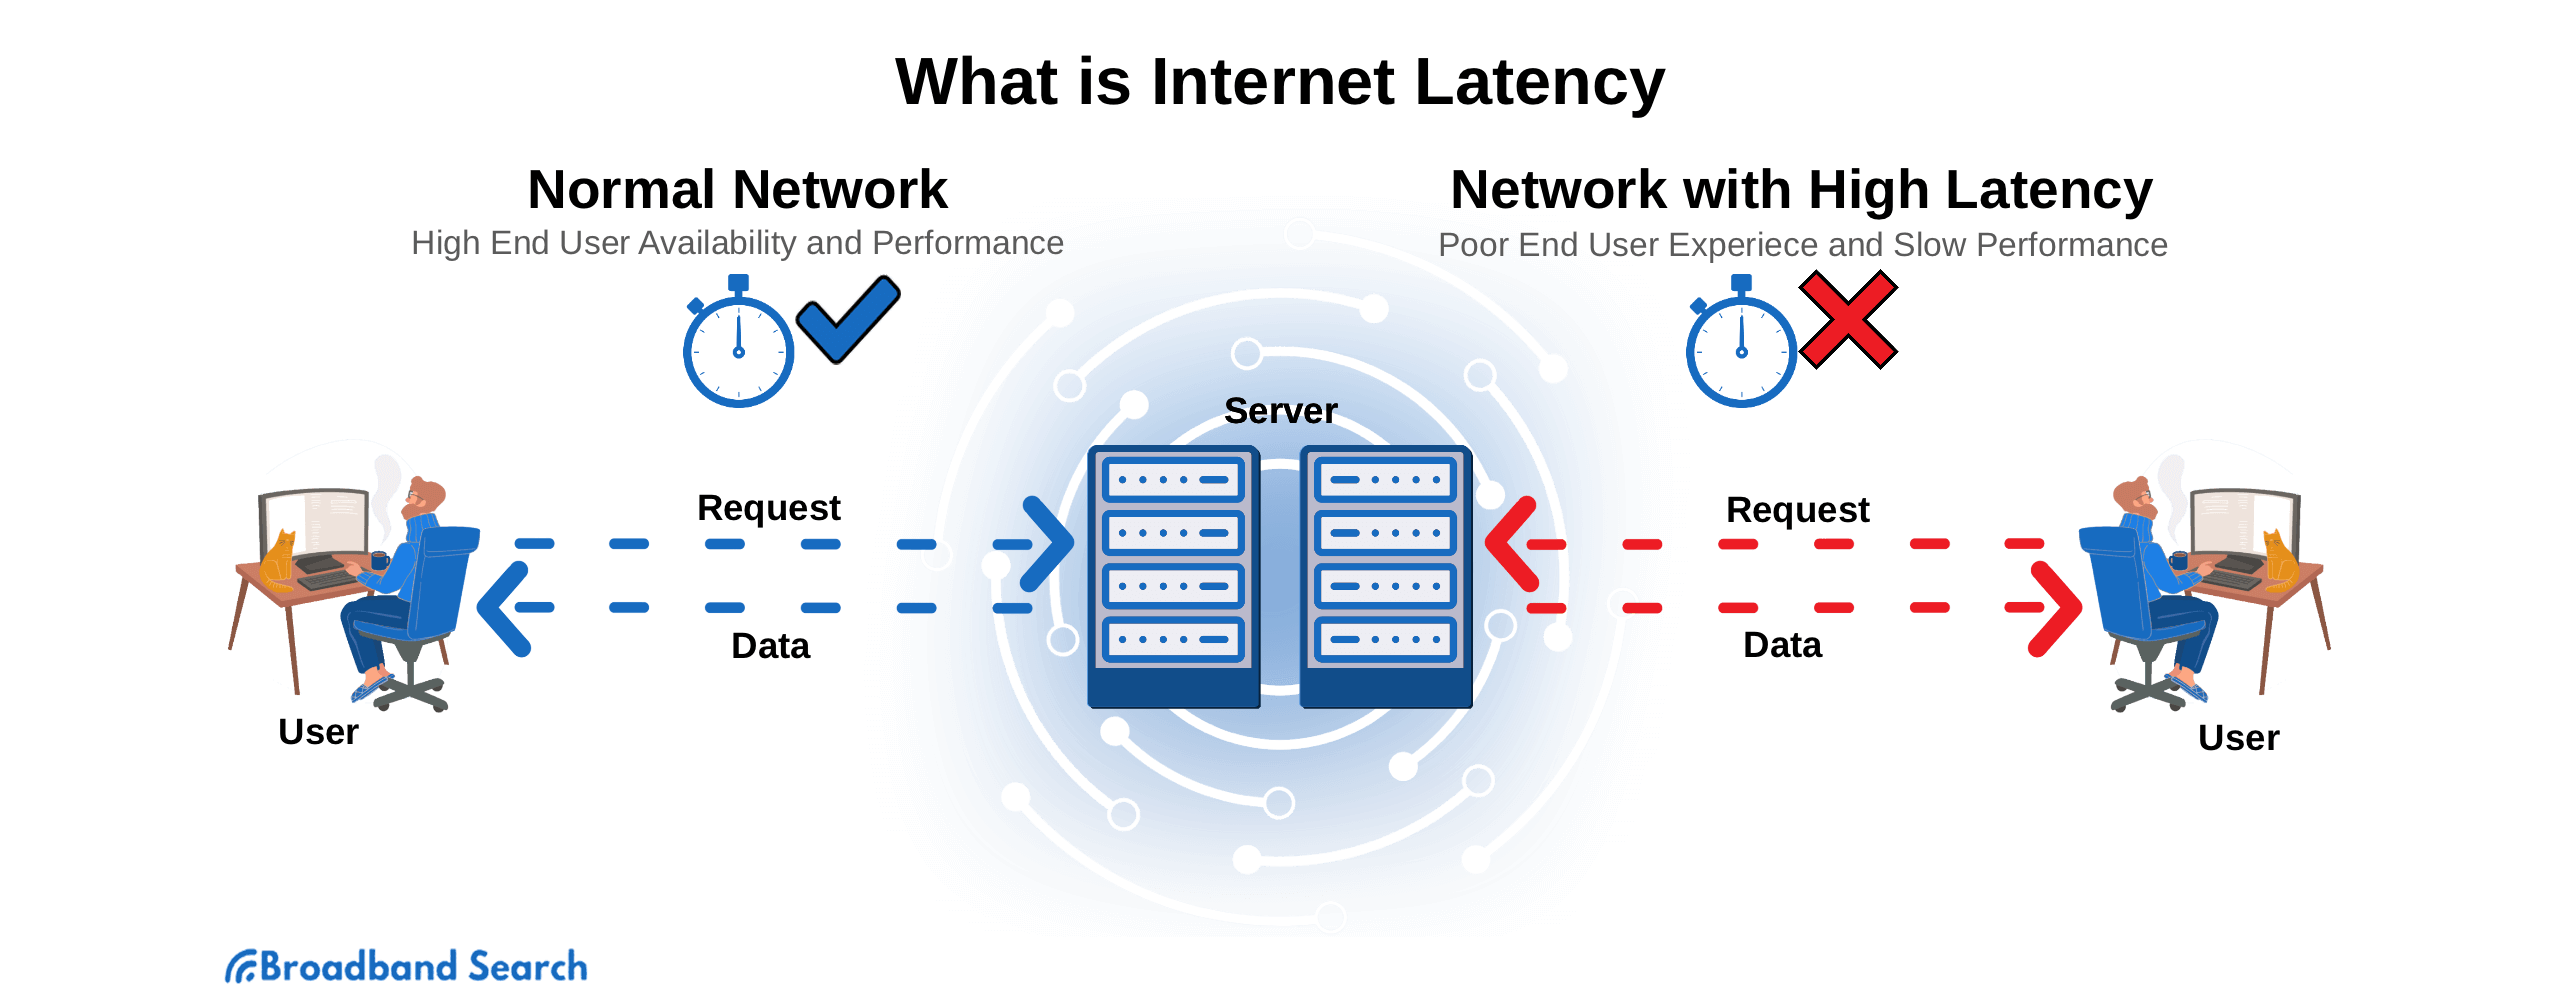 What is Internet Latency
Normal Network
High End User Availability and Performance
Network with High Latency
Poor End User Experiece and Slow Performance
Server
Request
Data
User
Request
Data
User
Broadband Search